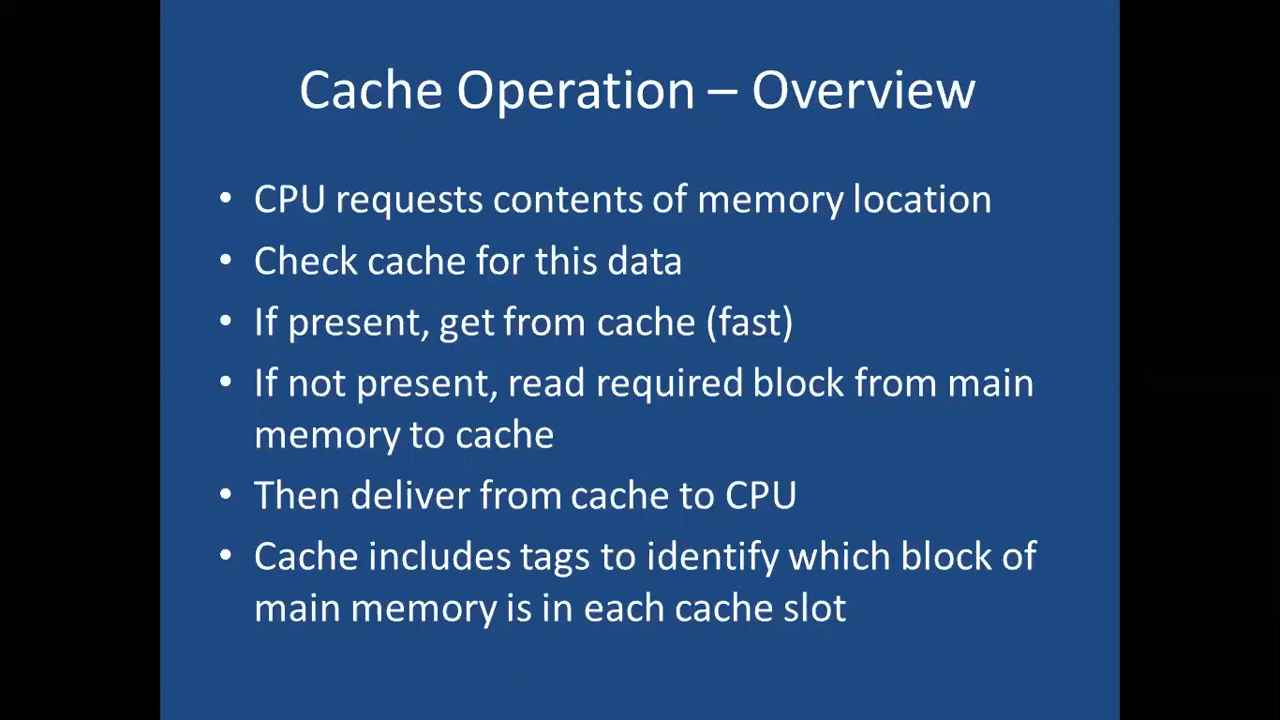 Cache Operation – Overview
• CPU requests contents of memory location
• Check cache for this data
• If present, get from cache (fast)
• If not present, read required block from main
memory to cache
• Then deliver from cache to CPU
• Cache includes tags to identify which block of
main memory is in each cache slot